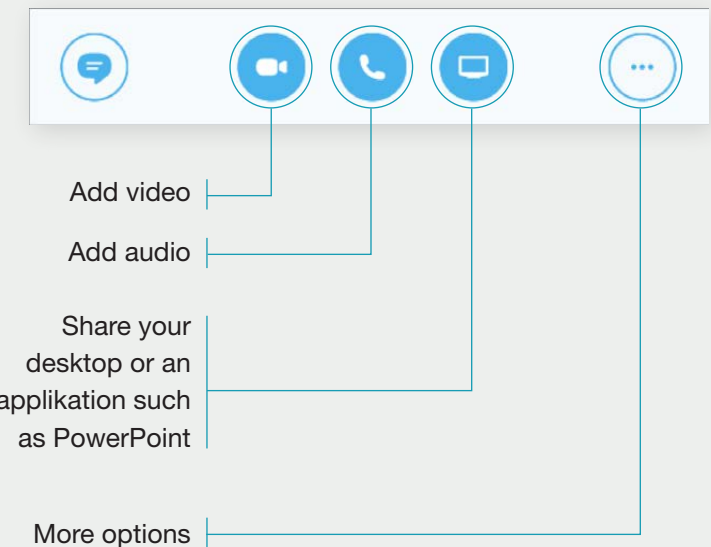 Add video
Add audio
Share your
desktop or an
applikation such
as PowerPoint
More options